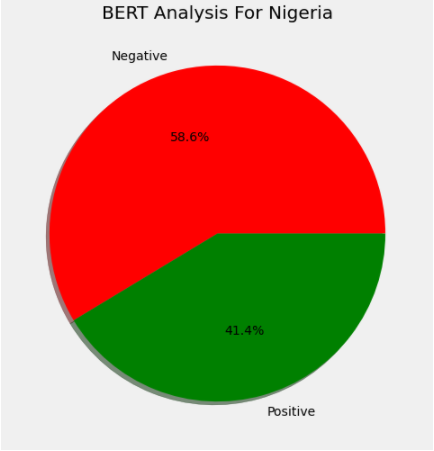 BERT Analysis For Nigeria
Negative
58.6%
41.4%
Positive